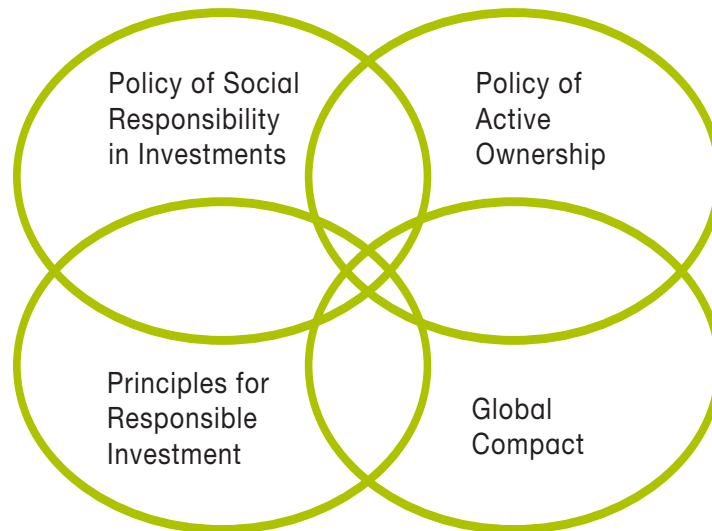 Policy of Social
Responsibility
in Investments
Policy of
Active
Ownership
Principles for
Responsible
Investment
Global
Compact